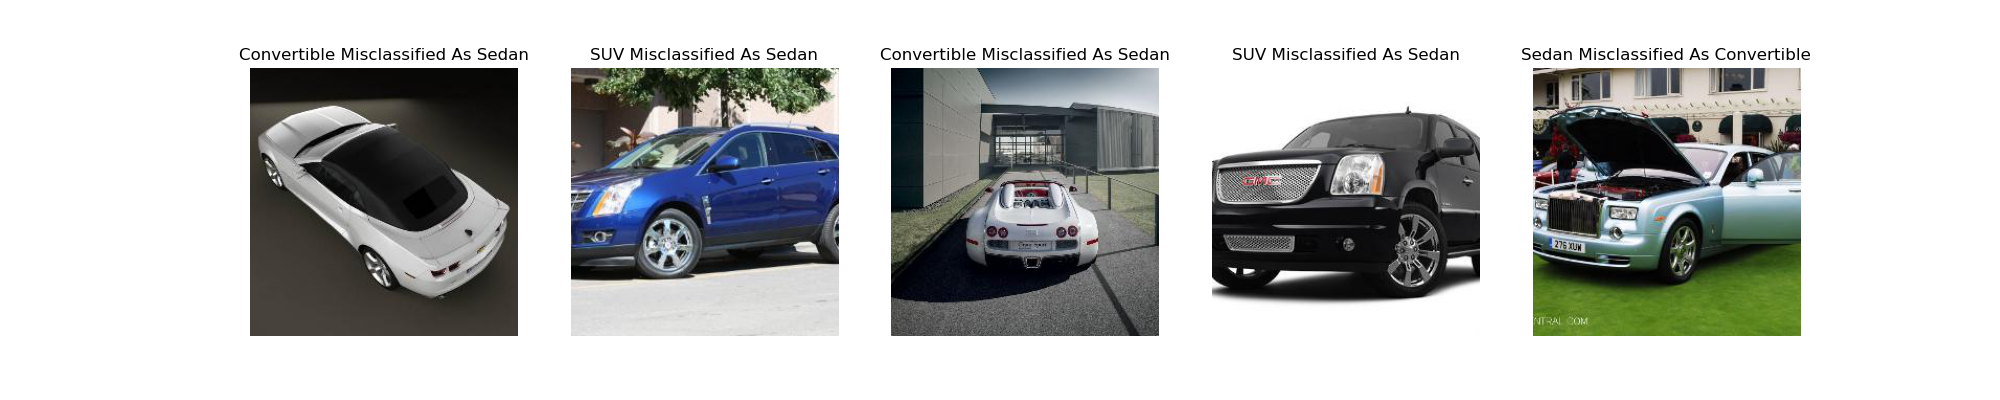 Convertible Misclassified As Sedan
SUV Misclassified As Sedan
Convertible Misclassified As Sedan
SUV Misclassified As Sedan
Sedan Misclassified As Convertible
GMC
276 XUW
NTRAL COM